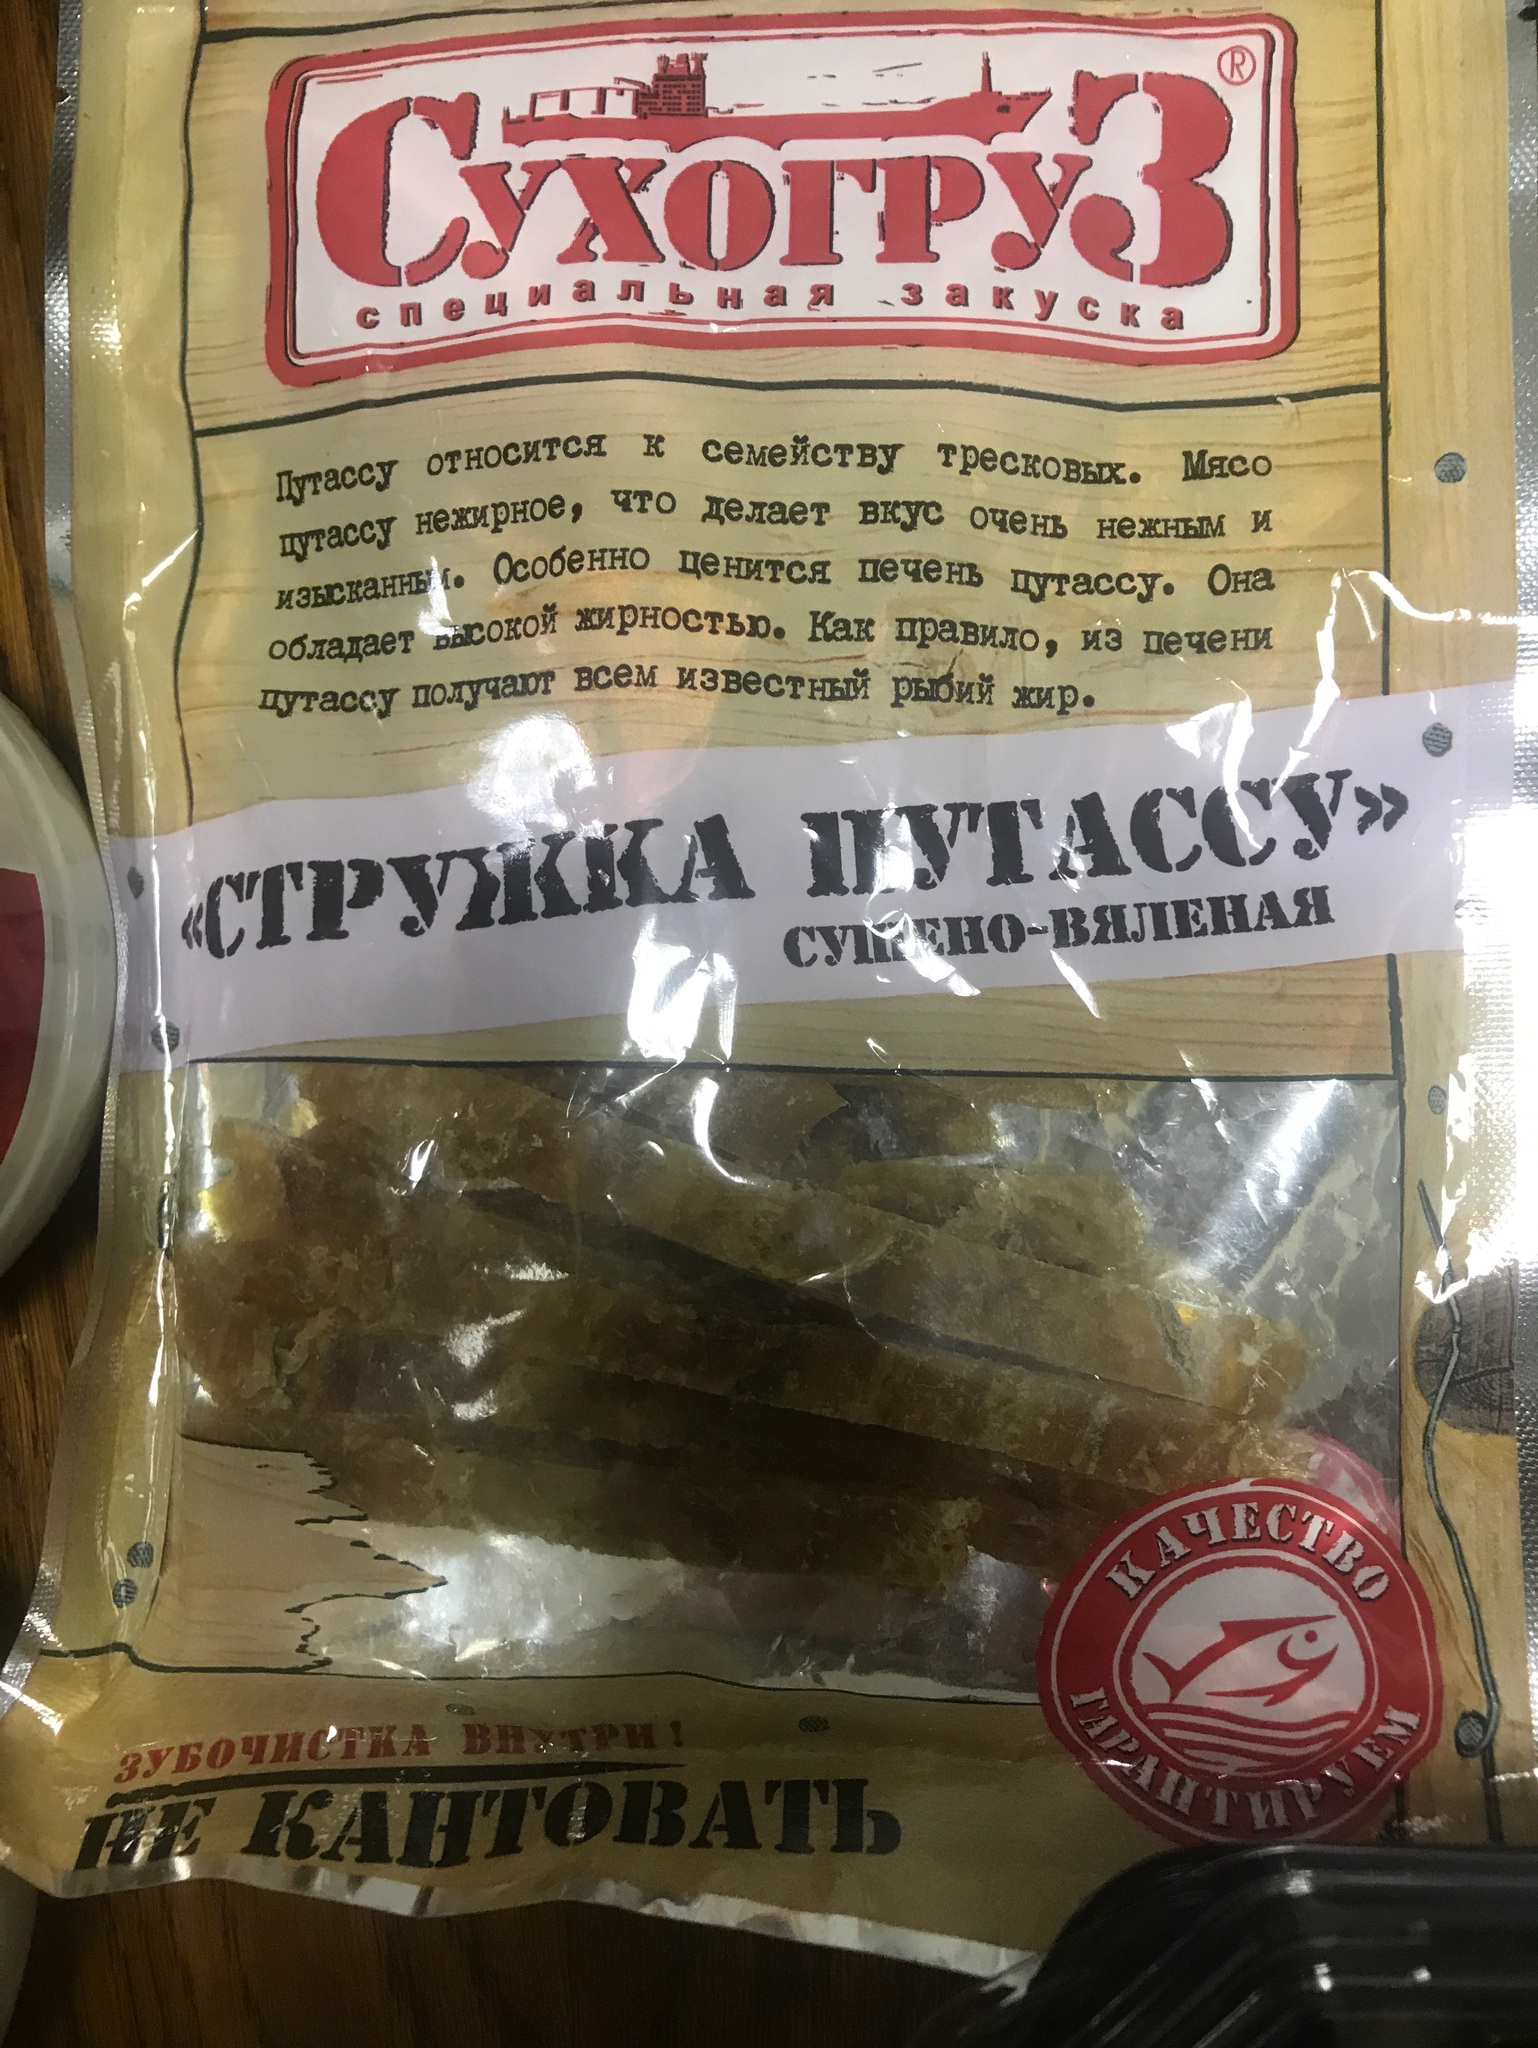 СУХОГРУЗ®
специальная закуска
Путассу относится к семейству тресковых. Мясо
путассу нежирное, что делает вкус очень нежным и
изысканным. Особенно ценится печень путассу. Она
обладает высокой жирностью. Как правило, из печени
путассу получают всем известный рыбий жир.
«СТРУЖКА ПУТАССУ»
СУШЕНО-ВЯЛЕНАЯ
КАЧЕСТВО
ГАРАНТИРУЕМ
ЗУБОЧИСТКА ВНУТРИ!
НЕ КАНТОВАТЬ